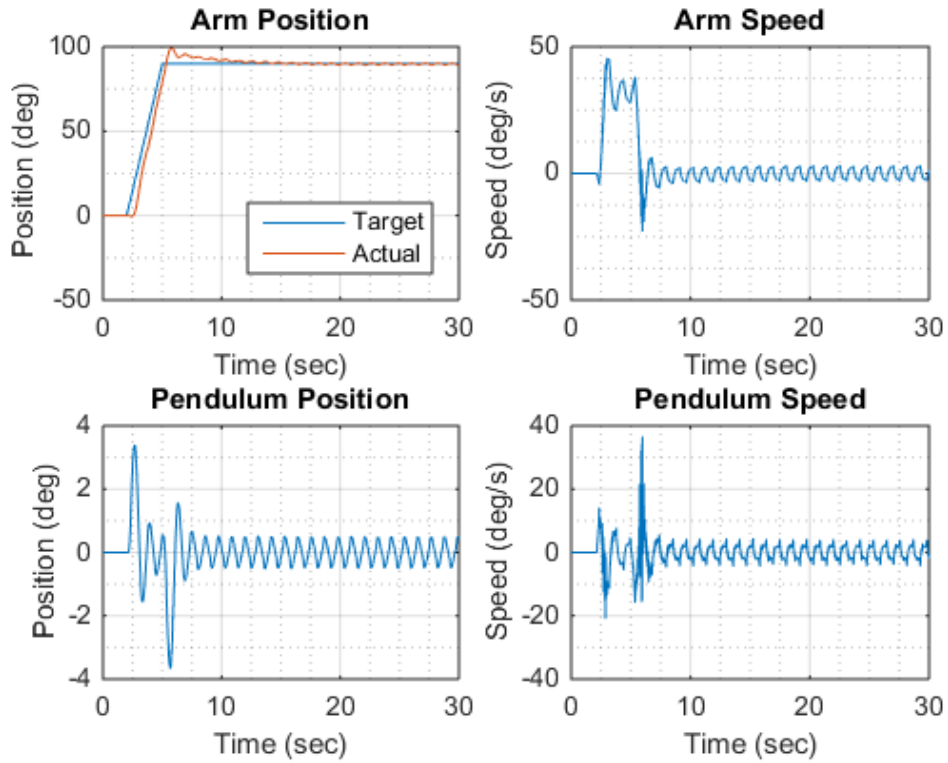 Arm Position
Position (deg)
100
50
0
-50
Target
Actual
0
10
20
30
Time (sec)
Arm Speed
Speed (deg/s)
50
0
-50
0
10
20
30
Time (sec)
Pendulum Position
Position (deg)
4
2
0
-2
-4
0
10
20
30
Time (sec)
Pendulum Speed
Speed (deg/s)
40
20
0
-20
-40
0
10
20
30
Time (sec)